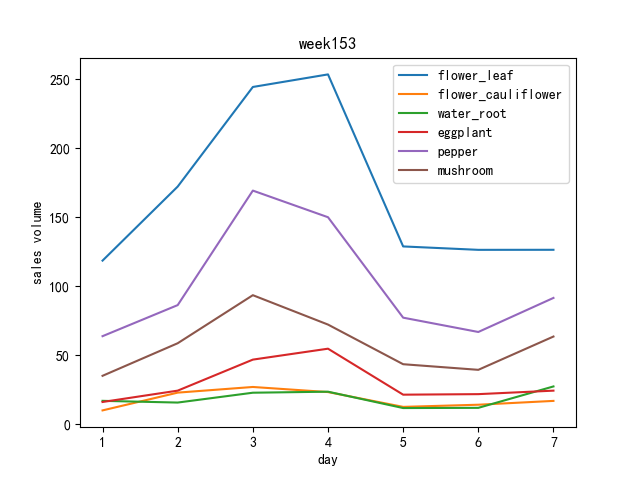 week153
250
200
150
100
50
0
sales volume
flower_leaf
flower_cauliflower
water_root
eggplant
pepper
mushroom
1 2 3 4 5 6 7
day